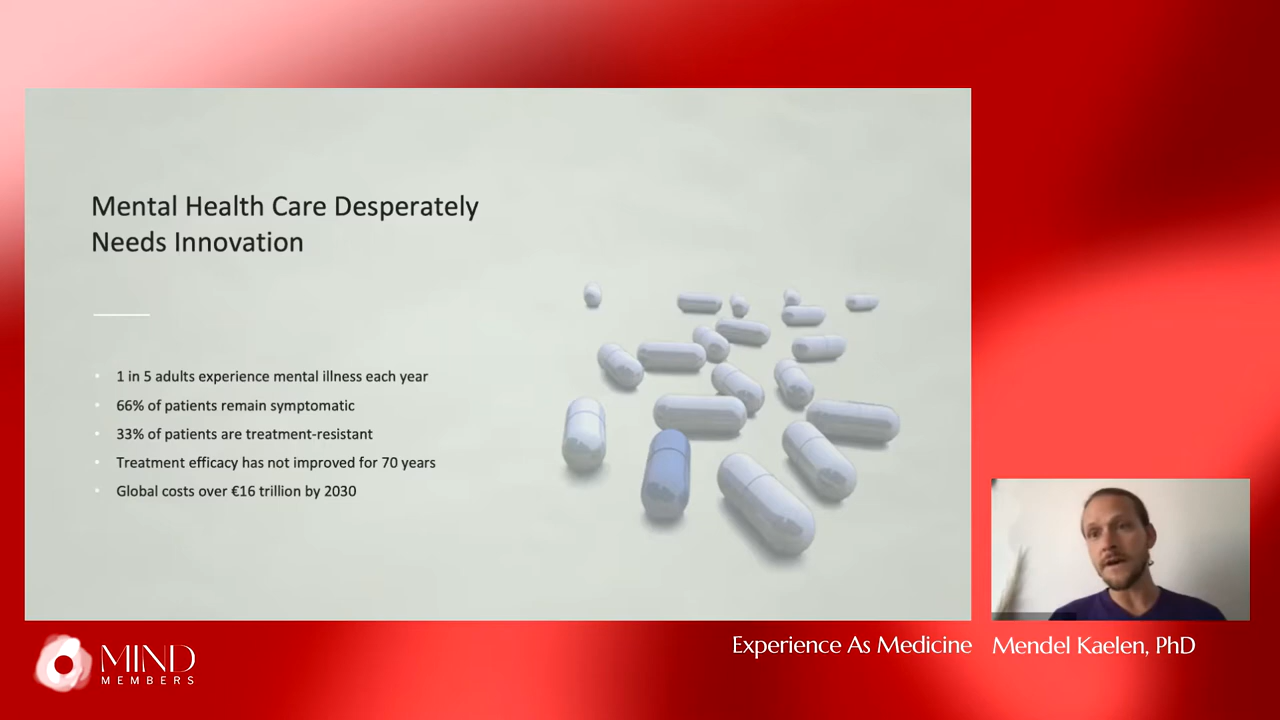 Mental Health Care Desperately
Needs Innovation
• 1 in 5 adults experience mental illness each year
• 66% of patients remain symptomatic
• 33% of patients are treatment-resistant
• Treatment efficacy has not improved for 70 years
• Global costs over €16 trillion by 2030
Experience As Medicine
Mendel Kaelen, PhD
MIND
MEMBERS